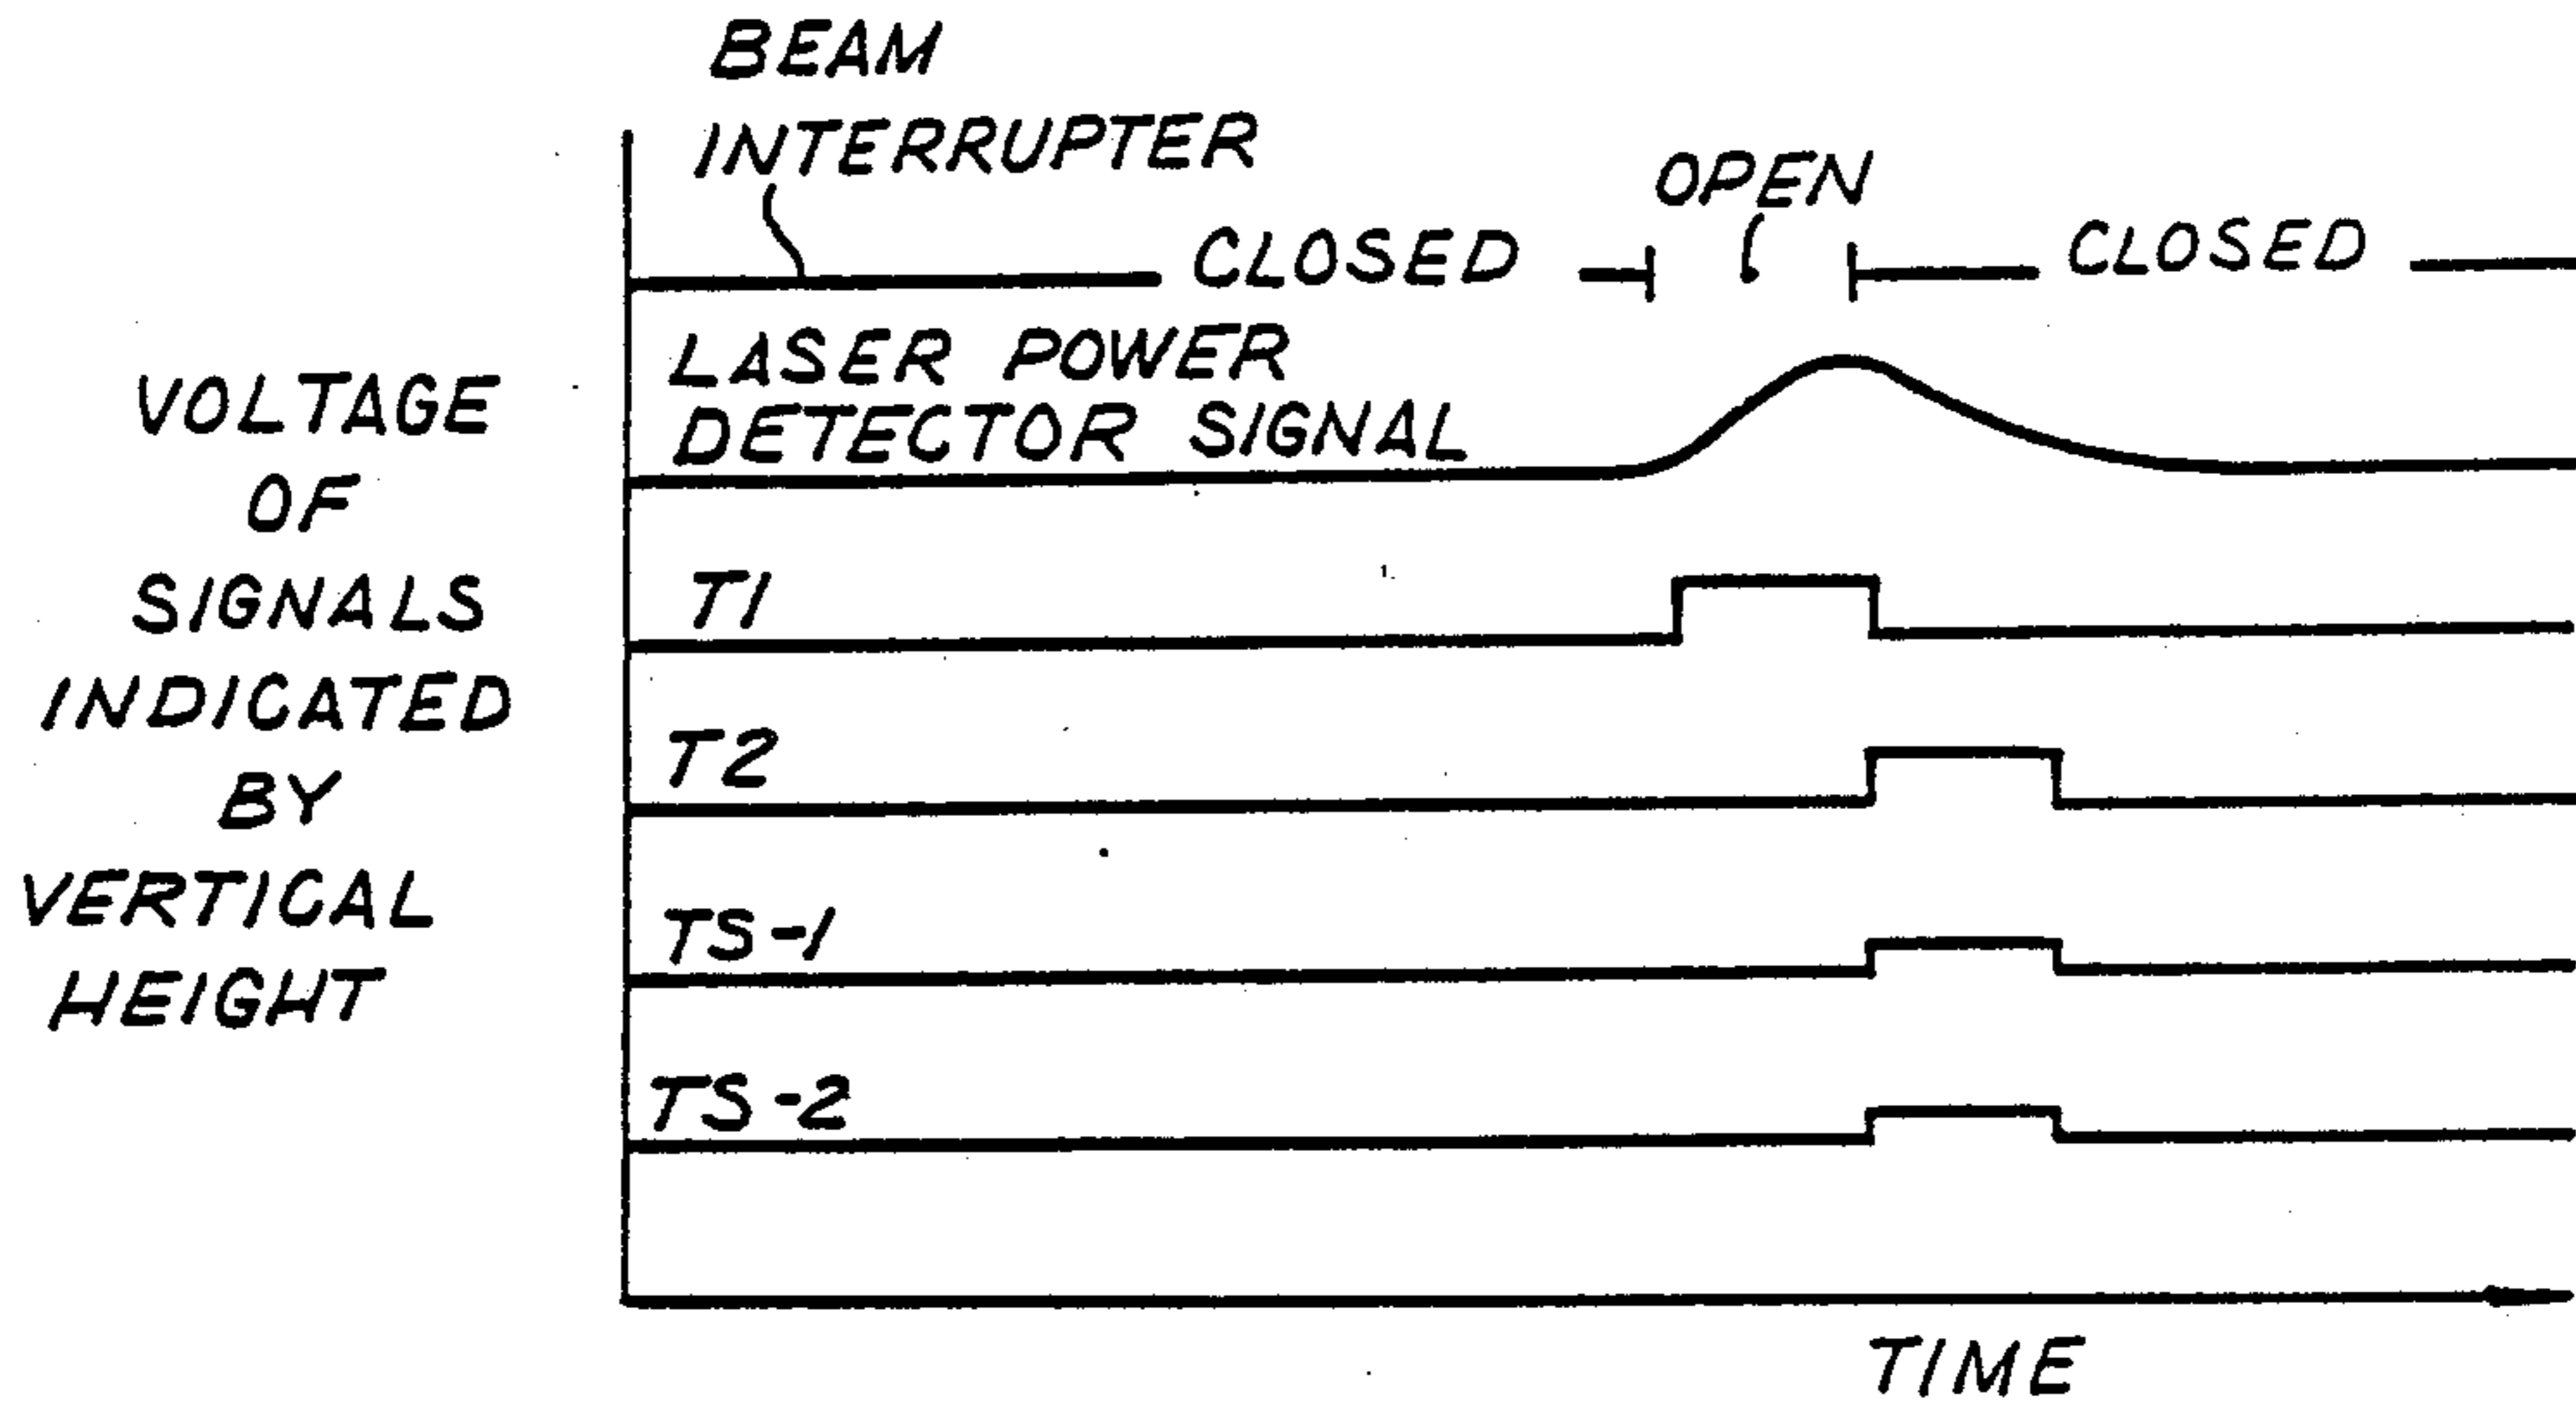 BEAM
INTERRUPTER
OPEN
CLOSED
CLOSED
LASER POWER
DETECTOR SIGNAL
VOLTAGE
OF
SIGNALS
INDICATED
BY
VERTICAL
HEIGHT
T1
T2
TS-1
TS-2
TIME